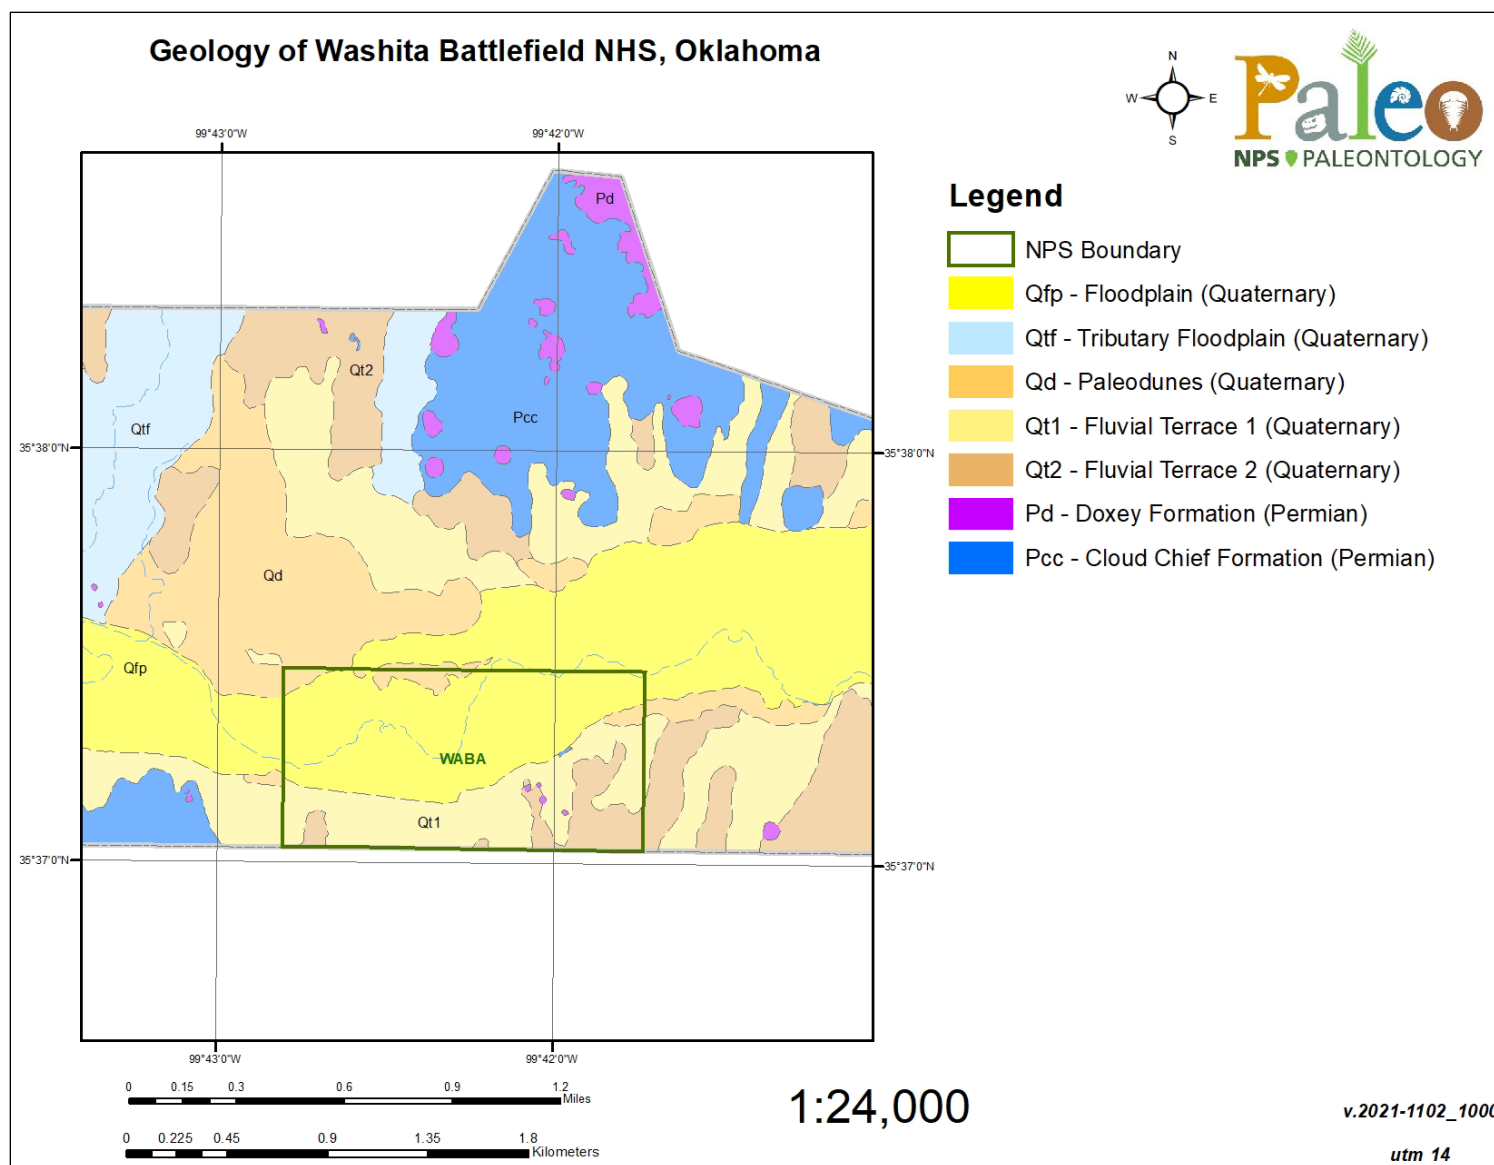 Geology of Washita Battlefield NHS, Oklahoma
N
W E
S
Paleo
NPS PALEONTOLOGY
99°43'0"W 99°42'0"W
Legend
NPS Boundary
Qfp - Floodplain (Quaternary)
Qtf - Tributary Floodplain (Quaternary)
Qd - Paleodunes (Quaternary)
Qt1 - Fluvial Terrace 1 (Quaternary)
Qt2 - Fluvial Terrace 2 (Quaternary)
Pd - Doxey Formation (Permian)
Pcc - Cloud Chief Formation (Permian)
Pd
Qt2
Pcc
Qtf
35°38'0"N 35°38'0"N
Qd
Qfp
WABA
Qt1
35°37'0"N 35°37'0"N
99°43'0"W 99°42'0"W
0 0.15 0.3 0.6 0.9 1.2
Miles
0 0.225 0.45 0.9 1.35 1.8
Kilometers
1:24,000
v.2021-1102_1000
utm 14